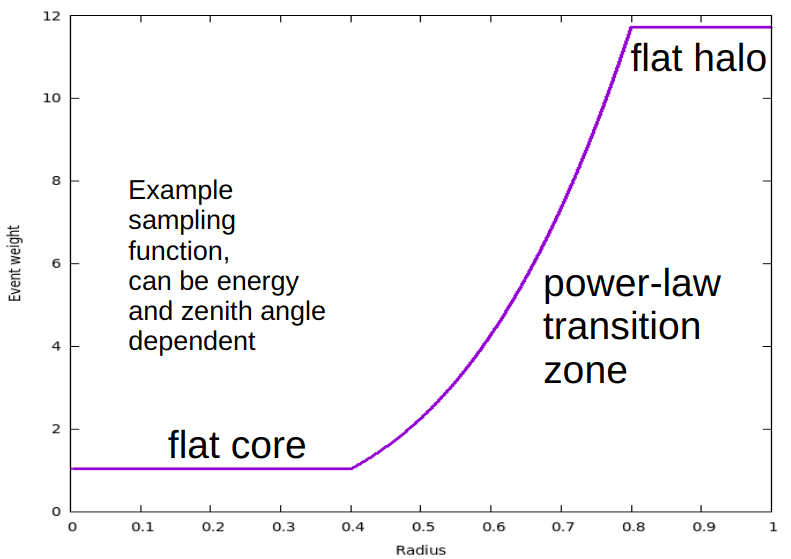 12
flat halo
10
8
Example
sampling
function,
can be energy
and zenith angle
dependent
Event weight
6
power-law
transition
zone
4
2
flat core
0
0 0.1 0.2 0.3 0.4 0.5 0.6 0.7 0.8 0.9 1
Radius